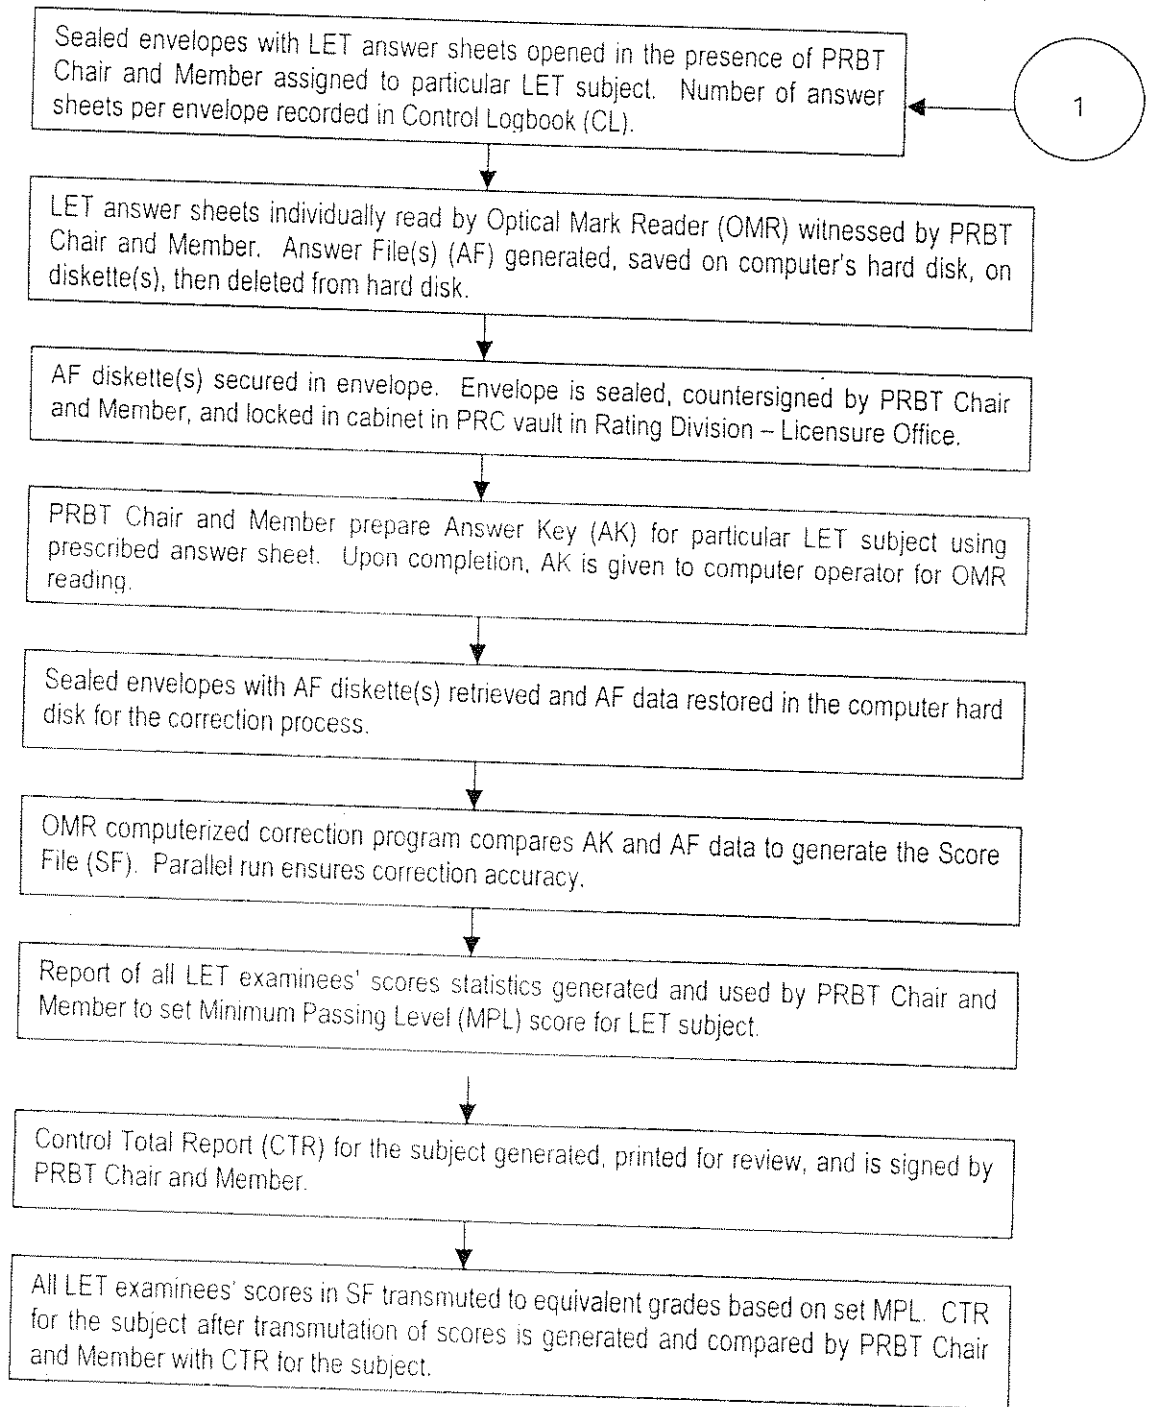 Sealed envelopes with LET answer sheets opened in the presence of PRBT
Chair and Member assigned to particular LET subject. Number of answer
sheets per envelope recorded in Control Logbook (CL).
1
LET answer sheets individually read by Optical Mark Reader (OMR) witnessed by PRBT
Chair and Member. Answer File(s) (AF) generated, saved on computer's hard disk, on
diskette(s), then deleted from hard disk.
AF diskette(s) secured in envelope. Envelope is sealed, countersigned by PRBT Chair
and Member, and locked in cabinet in PRC vault in Rating Division – Licensure Office.
PRBT Chair and Member prepare Answer Key (AK) for particular LET subject using
prescribed answer sheet. Upon completion, AK is given to computer operator for OMR
reading.
Sealed envelopes with AF diskette(s) retrieved and AF data restored in the computer hard
disk for the correction process.
OMR computerized correction program compares AK and AF data to generate the Score
File (SF). Parallel run ensures correction accuracy.
Report of all LET examinees' scores statistics generated and used by PRBT Chair and
Member to set Minimum Passing Level (MPL) score for LET subject.
Control Total Report (CTR) for the subject generated, printed for review, and is signed by
PRBT Chair and Member.
All LET examinees' scores in SF transmuted to equivalent grades based on set MPL. CTR
for the subject after transmutation of scores is generated and compared by PRBT Chair
and Member with CTR for the subject.